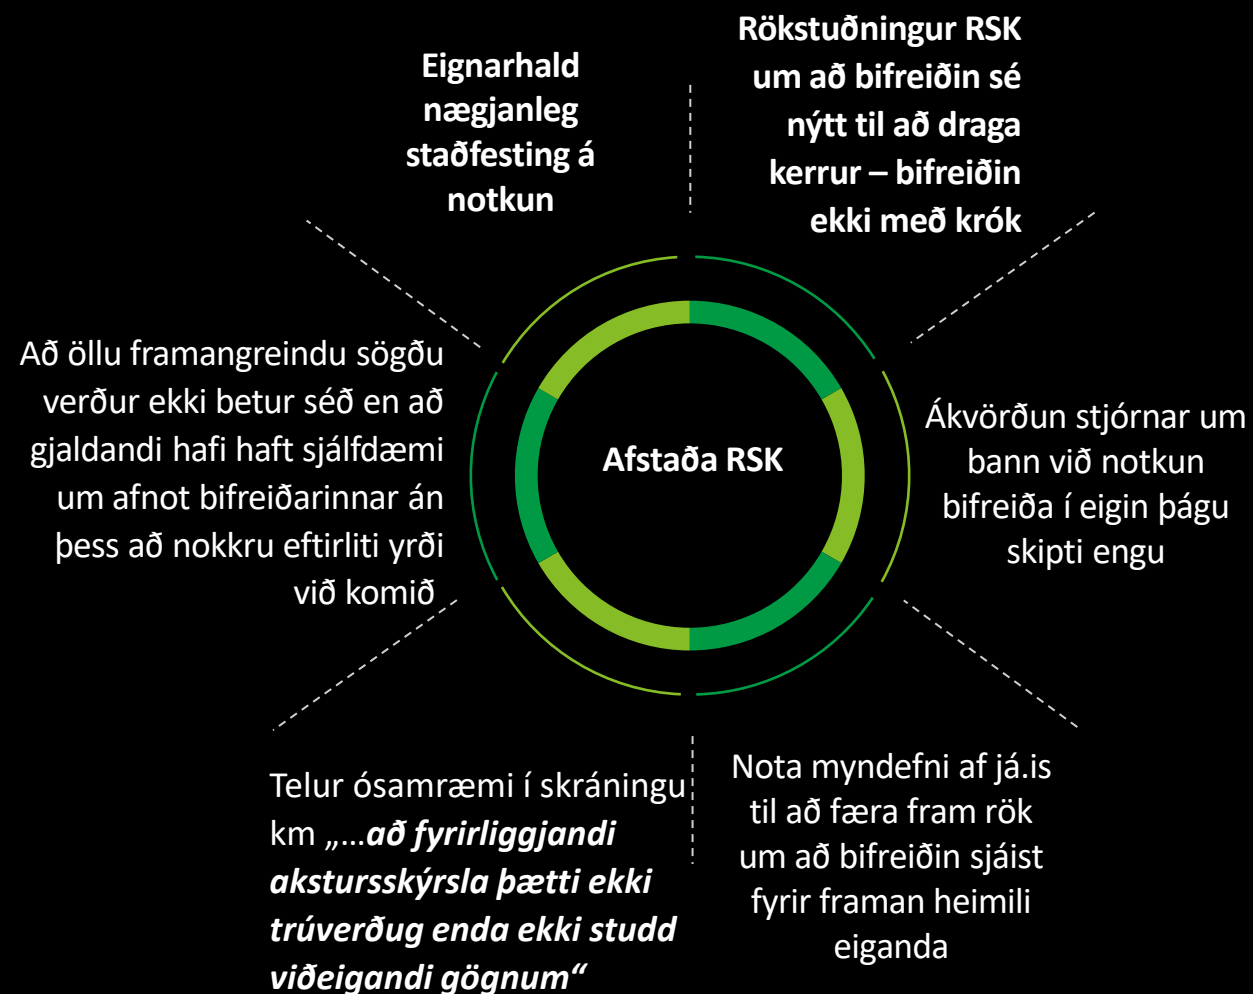 Eignarhald
nægjanleg
staðfesting á
notkun
Rökstuðningur RSK
um að bifreiðin sé
nýtt til að draga
kerrur – bifreiðin
ekki með krók
Að öllu framangreindu sögðu
verður ekki betur séð en að
gjaldandi hafi haft sjálfdæmi
um afnot bifreiðarinnar án
þess að nokkru eftirliti yrði
við komið
Afstaða RSK
Ákvörðun stjórnar um
bann við notkun
bifreiða í eigin þágu
skipti engu
Telur ósamræmi í skráningu
km „…að fyrirliggjandi
akstursskýrsla þætti ekki
trúverðug enda ekki studd
viðeigandi gögnum“
Nota myndefni af já.is
til að færa fram rök
um að bifreiðin sjáist
fyrir framan heimili
eiganda